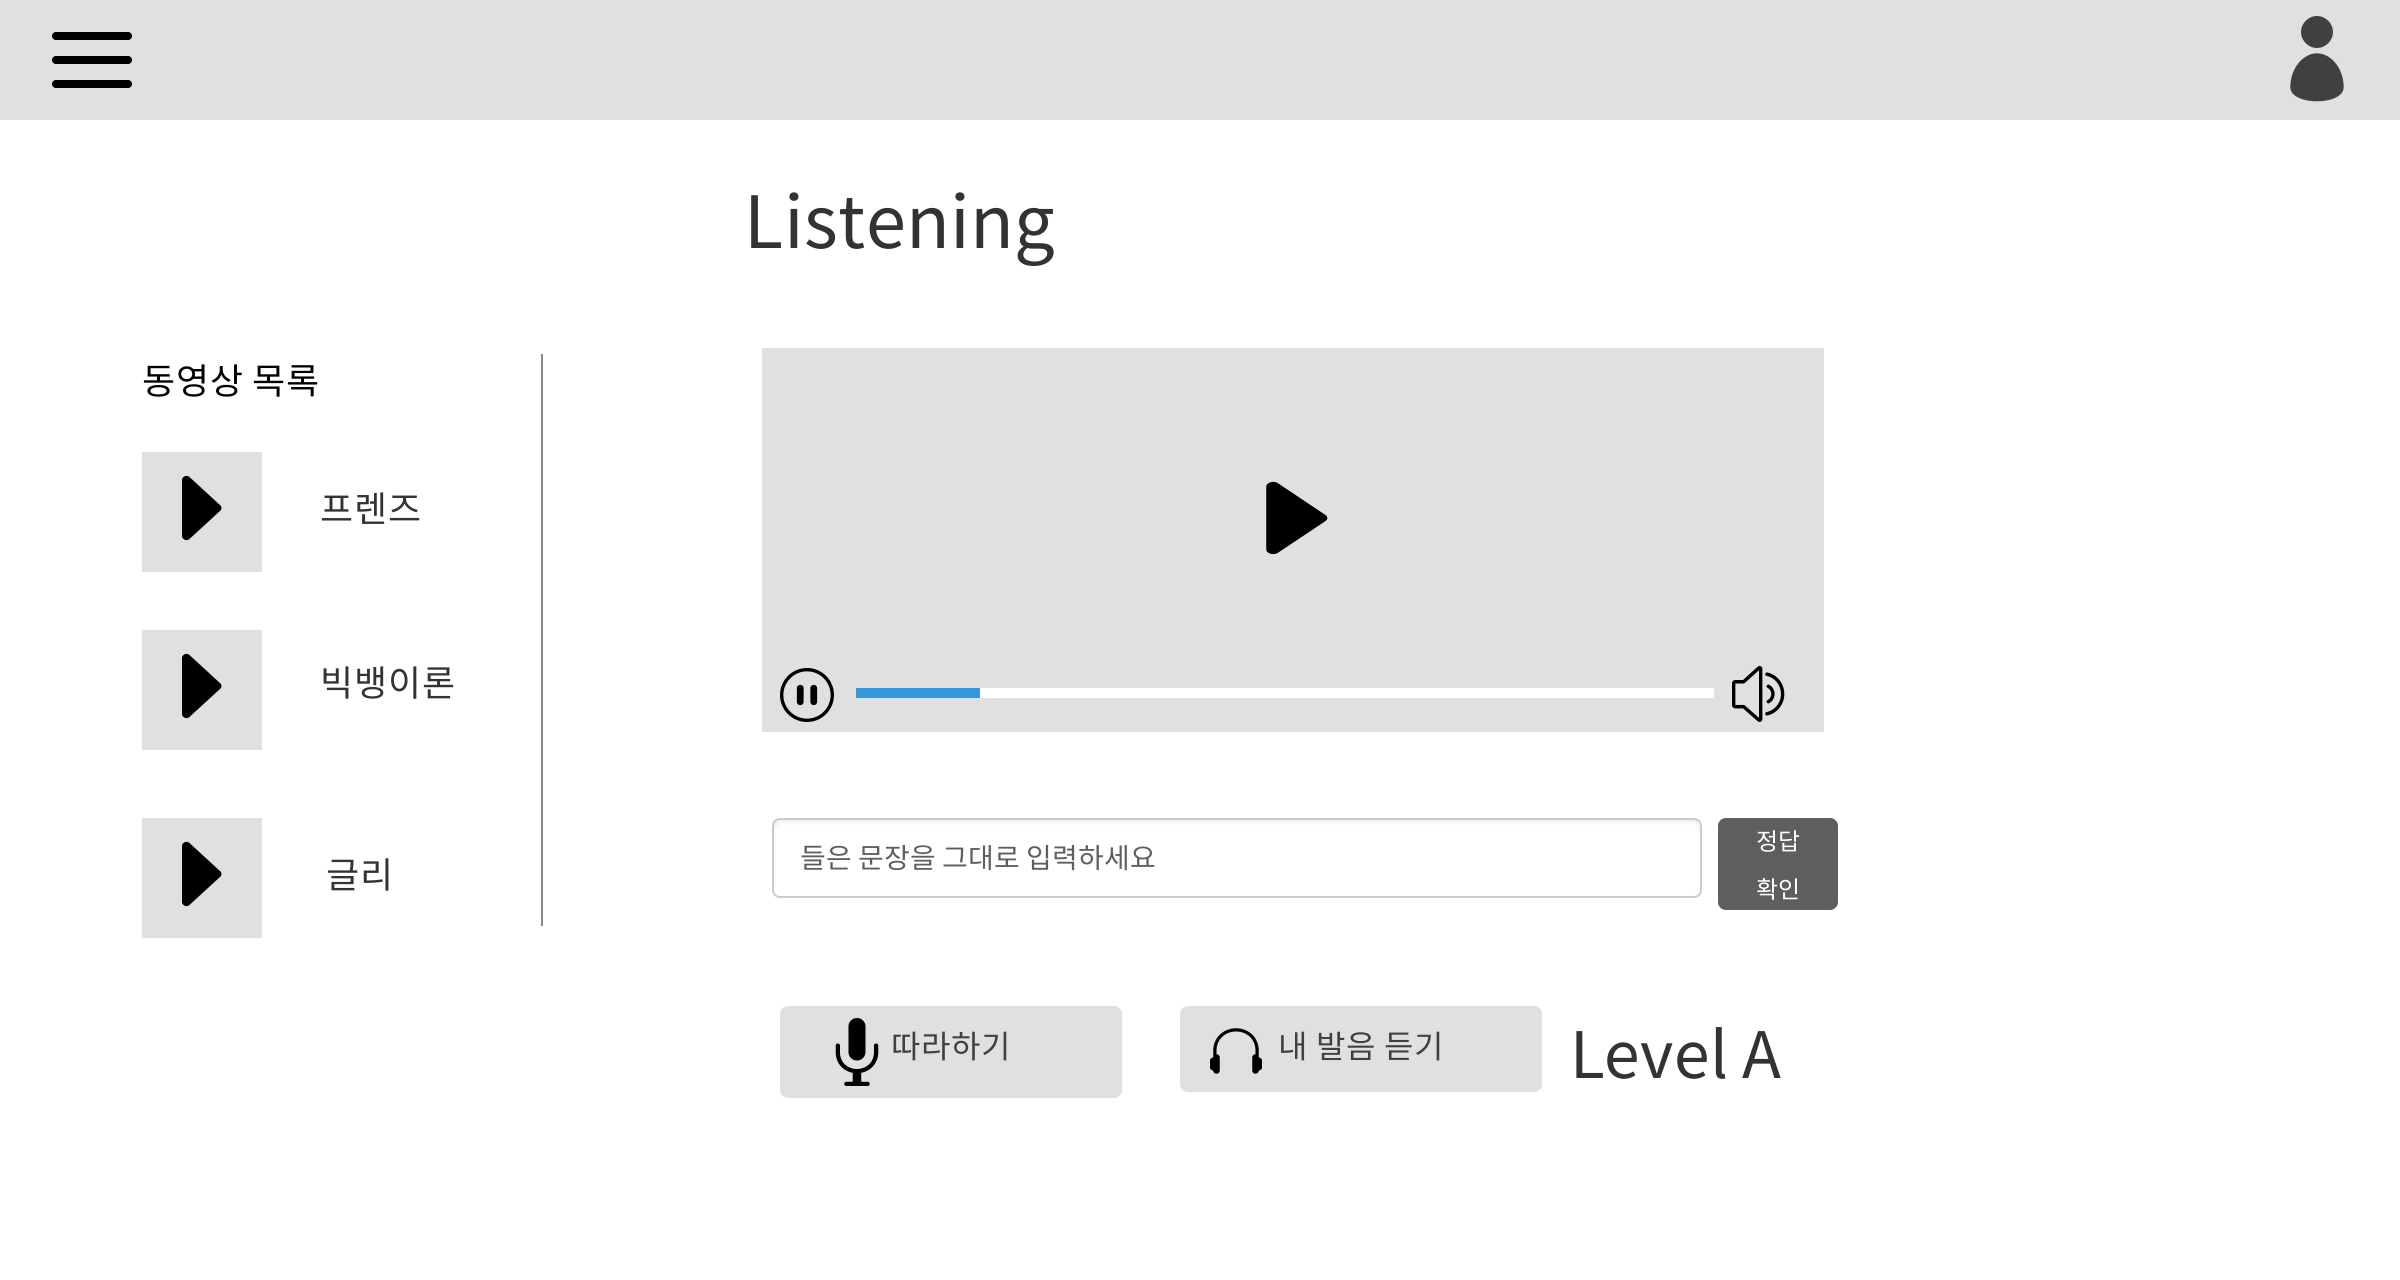 Listening
동영상 목록
프렌즈
빅뱅이론
글리
들은 문장을 그대로 입력하세요
정답
확인
따라하기
내 발음 듣기
Level A